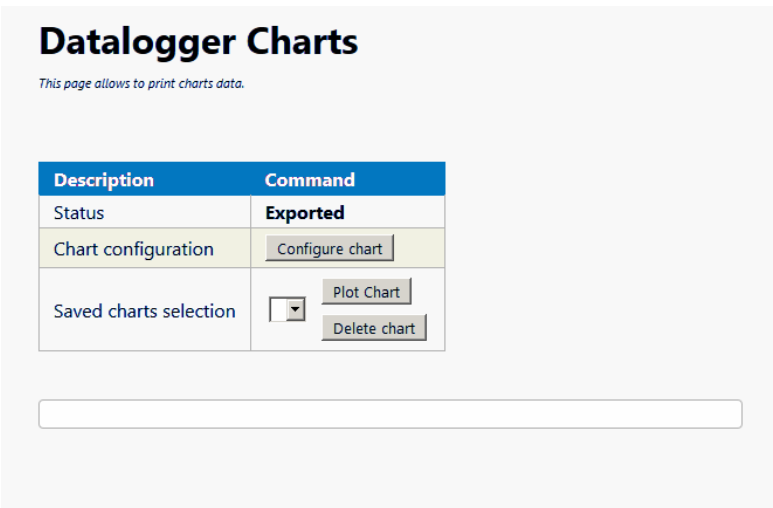 Datalogger Charts
This page allows to print charts data.
Description Command
Status Exported
Chart configuration Configure chart
Saved charts selection Plot Chart
Delete chart